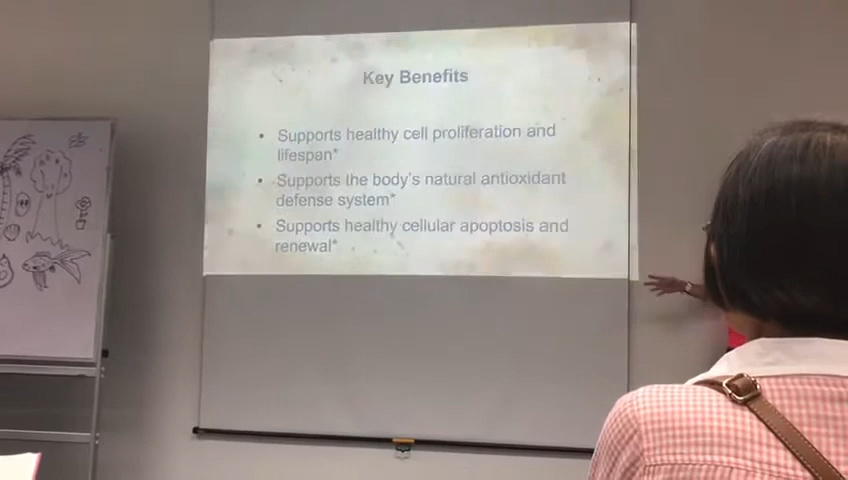 Key Benefits
• Supports healthy cell proliferation and
lifespan*
• Supports the body's natural antioxidant
defense system*
• Supports healthy cellular apoptosis and
renewal*